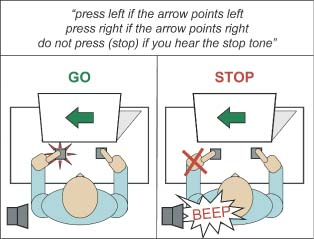 “press left if the arrow points left
press right if the arrow points right
do not press (stop) if you hear the stop tone”
GO
STOP
BEEP